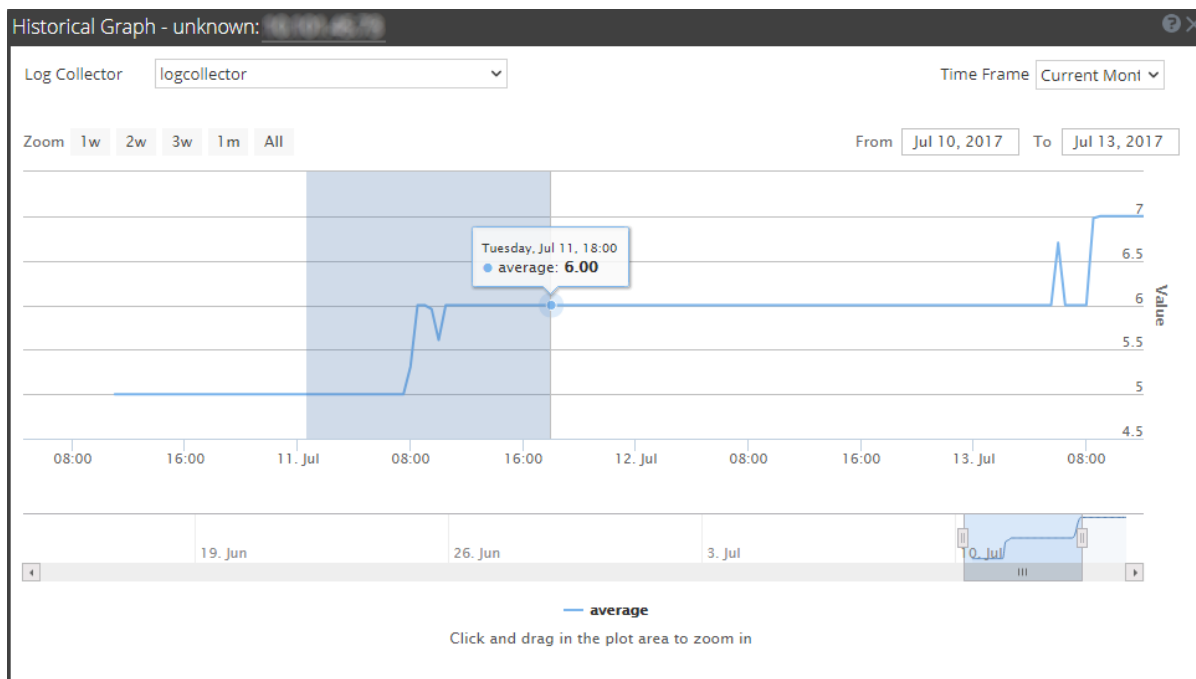 Historical Graph - unknown:
Log Collector logcollector Time Frame Current Mont
Zoom 1w 2w 3w 1m All From Jul 10, 2017 To Jul 13, 2017
7
Tuesday, Jul 11, 18:00
average: 6.00
6.5
6
Value
5.5
5
4.5
08:00 16:00 11. Jul 08:00 16:00 12. Jul 08:00 16:00 13. Jul 08:00
19. Jun 26. Jun 3. Jul 10. Jul
average
Click and drag in the plot area to zoom in